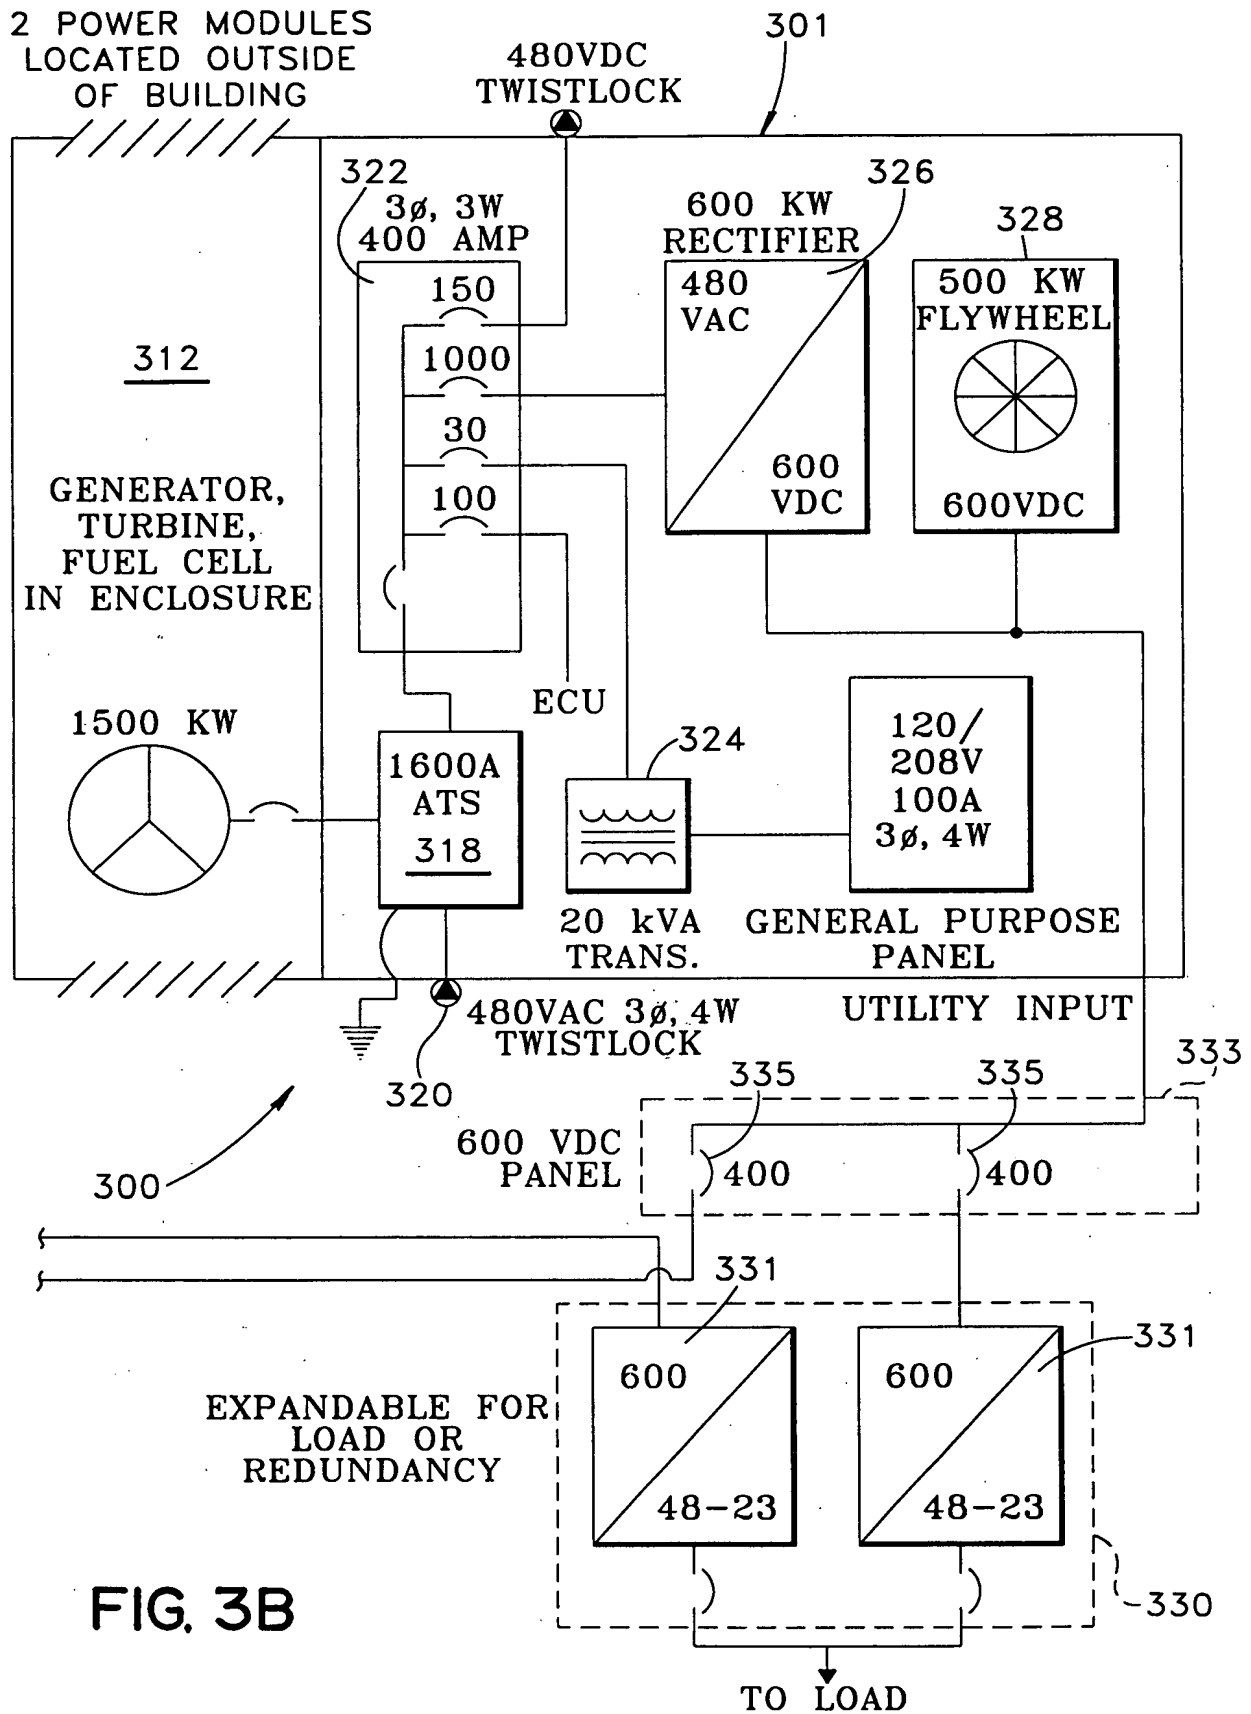 2 POWER MODULES
LOCATED OUTSIDE
OF BUILDING
480VDC
TWISTLOCK
301
322
3ø, 3W
400 AMP
150
1000
30
100
326
600 KW
RECTIFIER
480
VAC
600
VDC
328
500 KW
FLYWHEEL
600VDC
312
GENERATOR,
TURBINE,
FUEL CELL
IN ENCLOSURE
1500 KW
ECU
1600A
ATS
318
324
20 kVA
TRANS.
120/
208V
100A
3ø, 4W
GENERAL PURPOSE
PANEL
480VAC 3ø, 4W
TWISTLOCK
UTILITY INPUT
320
300
333
335
335
600 VDC
PANEL
400
400
331
331
600
48-23
600
48-23
EXPANDABLE FOR
LOAD OR
REDUNDANCY
330
TO LOAD
FIG. 3B